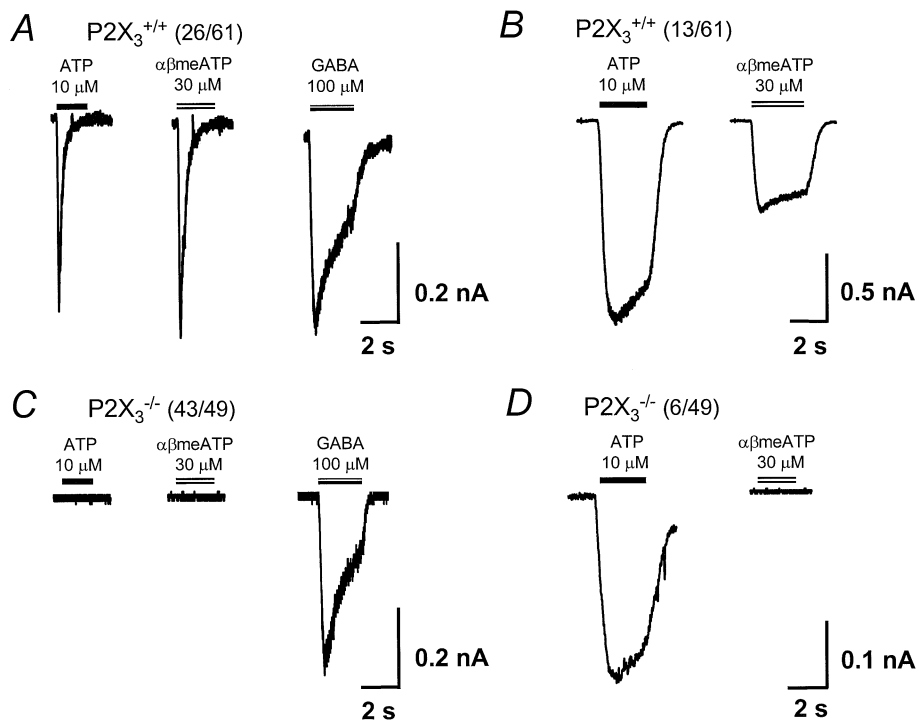 A P2X₃⁺/⁺ (26/61)
ATP αβmeATP GABA
10 μM 30 μM 100 μM
0.2 nA
2 s
B P2X₃⁺/⁺ (13/61)
ATP αβmeATP
10 μM 30 μM
0.5 nA
2 s
C P2X₃⁻/⁻ (43/49)
ATP αβmeATP GABA
10 μM 30 μM 100 μM
0.2 nA
2 s
D P2X₃⁻/⁻ (6/49)
ATP αβmeATP
10 μM 30 μM
0.1 nA
2 s